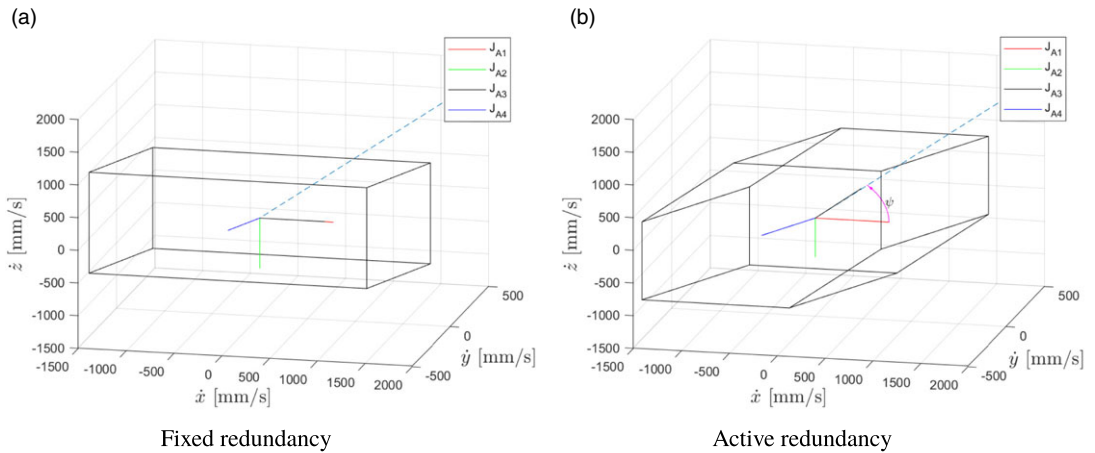 (a)
(b)
J_A1
J_A2
J_A3
J_A4
J_A1
J_A2
J_A3
J_A4
2000
1500
1000
500
0
-500
-1000
-1500
ż [mm/s]
-1500 -1000 -500 0 500 1000 1500 2000
ẋ [mm/s]
-500 0 500
ẏ [mm/s]
2000
1500
1000
500
0
-500
-1000
-1500
ż [mm/s]
-1500 -1000 -500 0 500 1000 1500 2000
ẋ [mm/s]
-500 0 500
ẏ [mm/s]
ψ
Fixed redundancy
Active redundancy